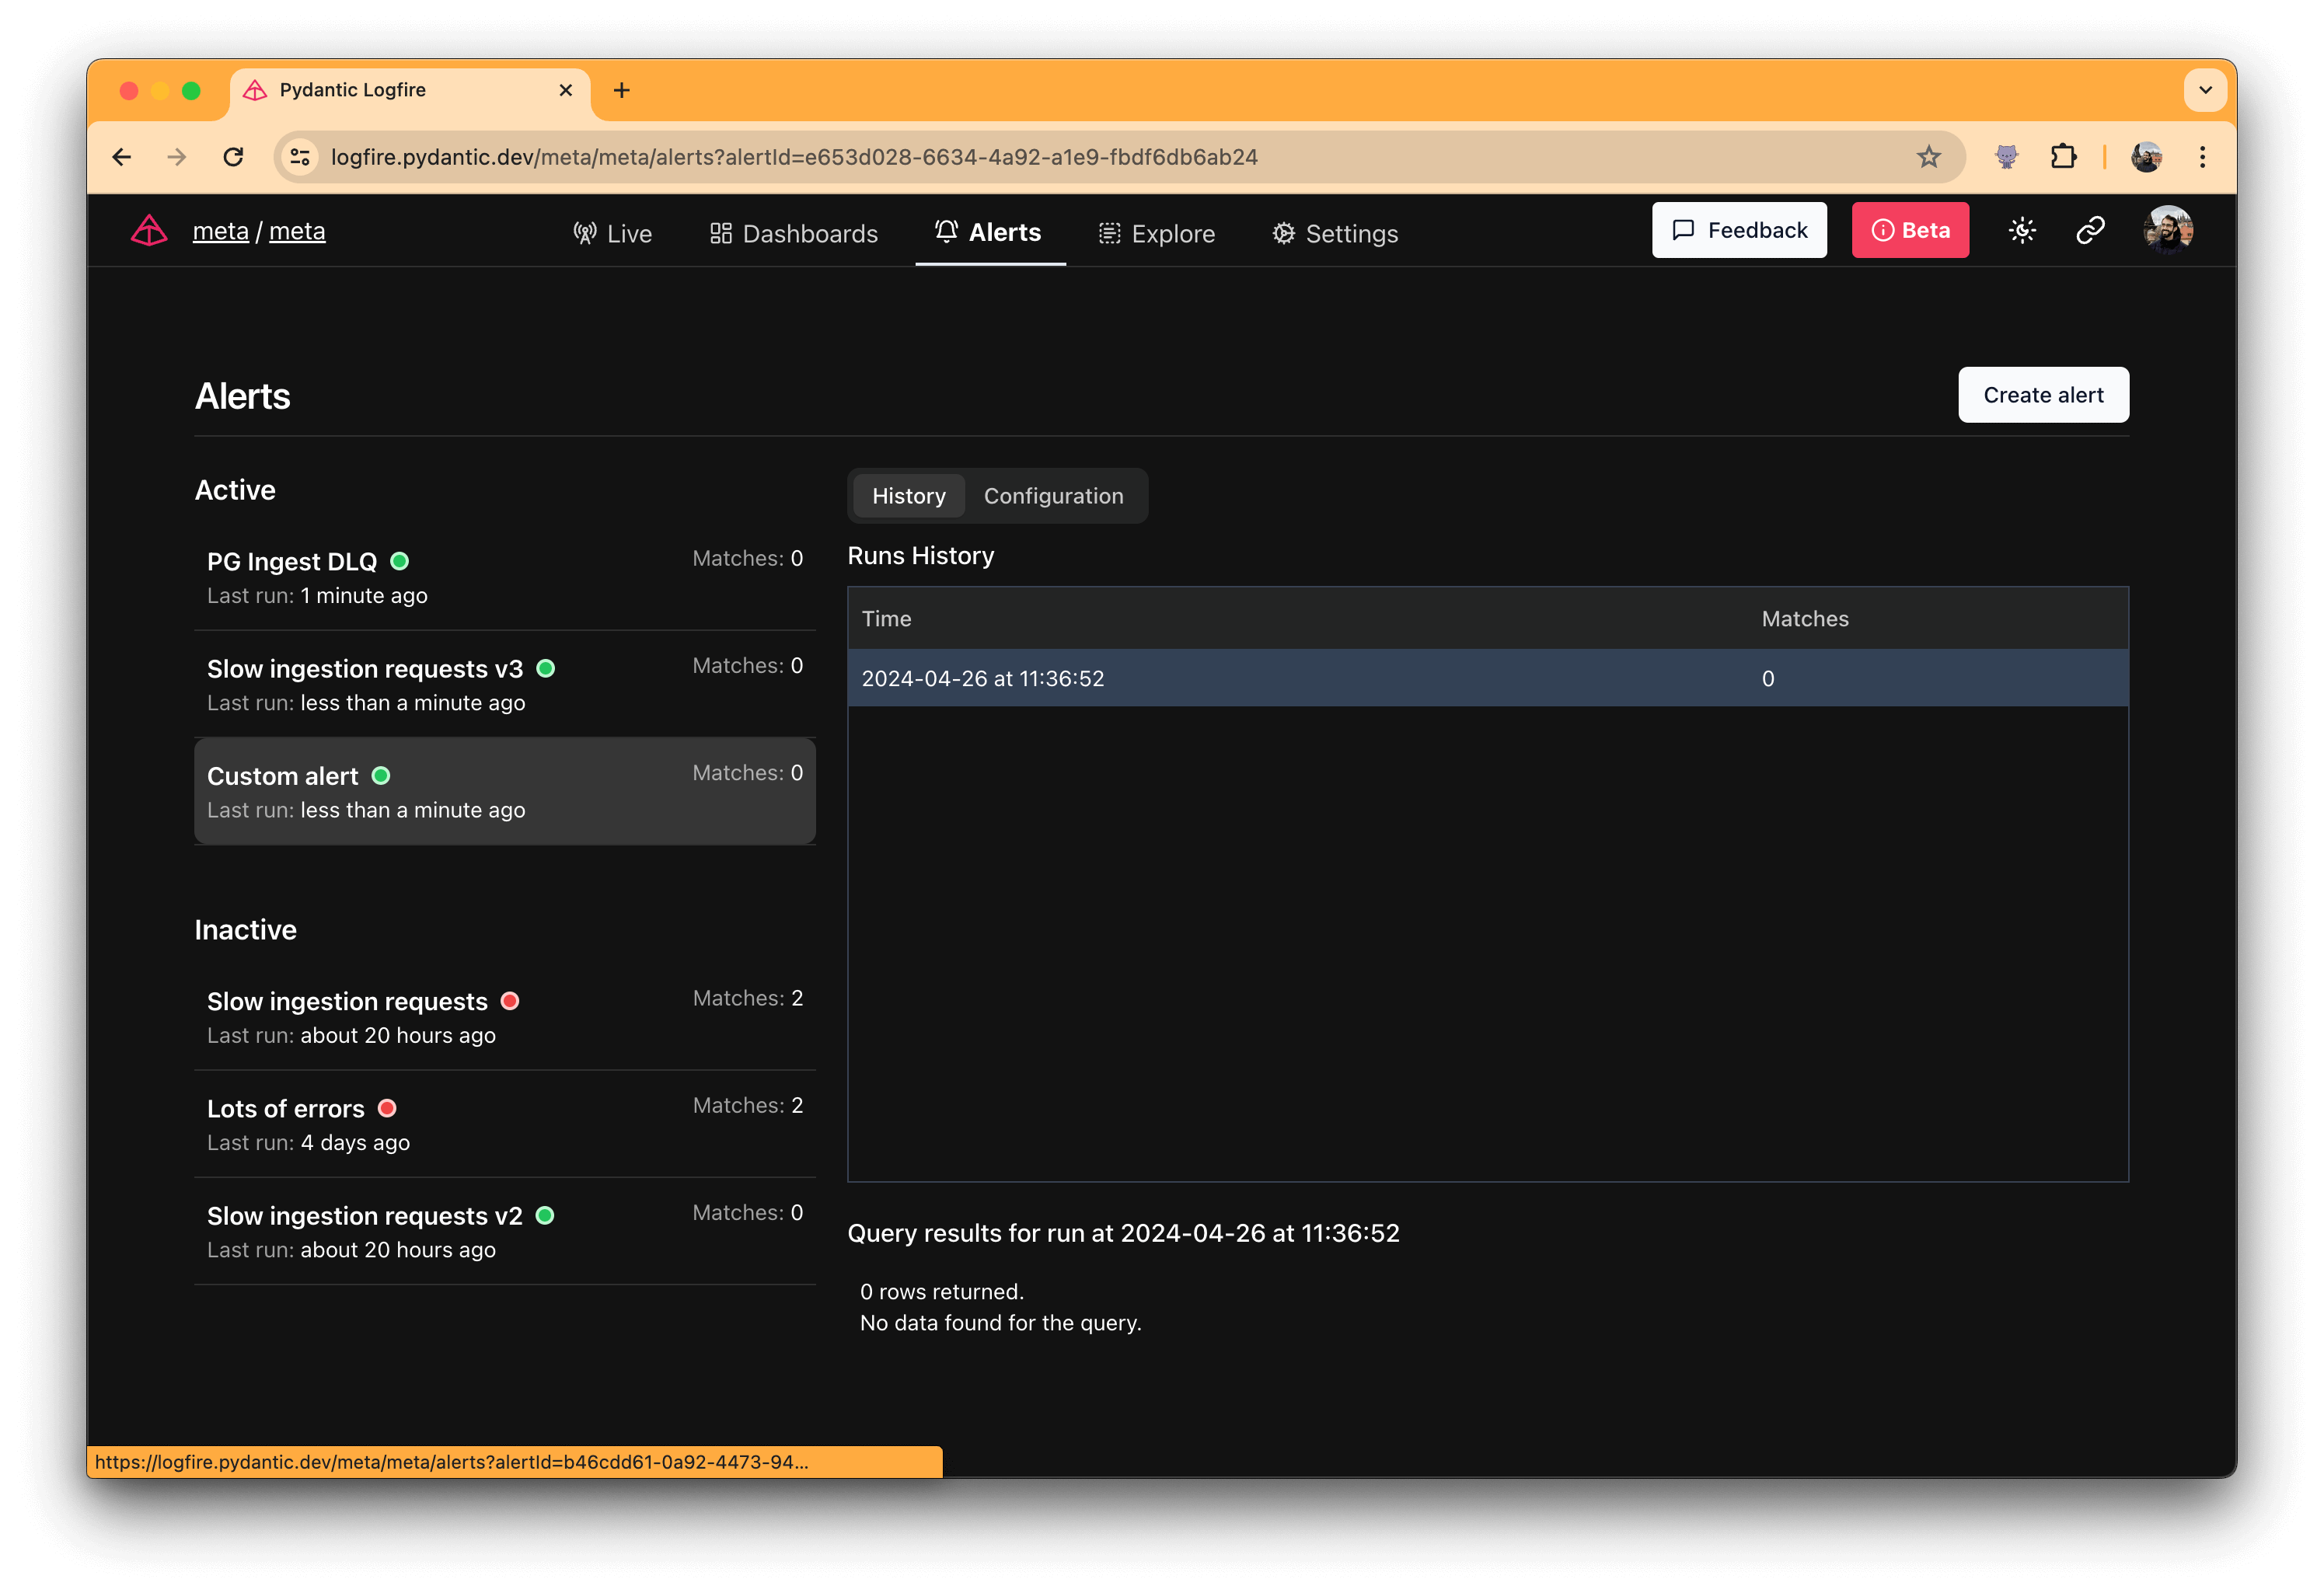 Pydantic Logfire
logfire.pydantic.dev/meta/meta/alerts?alertId=e653d028-6634-4a92-a1e9-fbdf6db6ab24
meta / meta
Live
Dashboards
Alerts
Explore
Settings
Feedback
Beta
Alerts
Create alert
Active
PG Ingest DLQ
Matches: 0
Last run: 1 minute ago
Slow ingestion requests v3
Matches: 0
Last run: less than a minute ago
Custom alert
Matches: 0
Last run: less than a minute ago
Inactive
Slow ingestion requests
Matches: 2
Last run: about 20 hours ago
Lots of errors
Matches: 2
Last run: 4 days ago
Slow ingestion requests v2
Matches: 0
Last run: about 20 hours ago
History
Configuration
Runs History
Time Matches
2024-04-26 at 11:36:52 0
Query results for run at 2024-04-26 at 11:36:52
0 rows returned.
No data found for the query.
https://logfire.pydantic.dev/meta/meta/alerts?alertId=b46cdd61-0a92-4473-94...